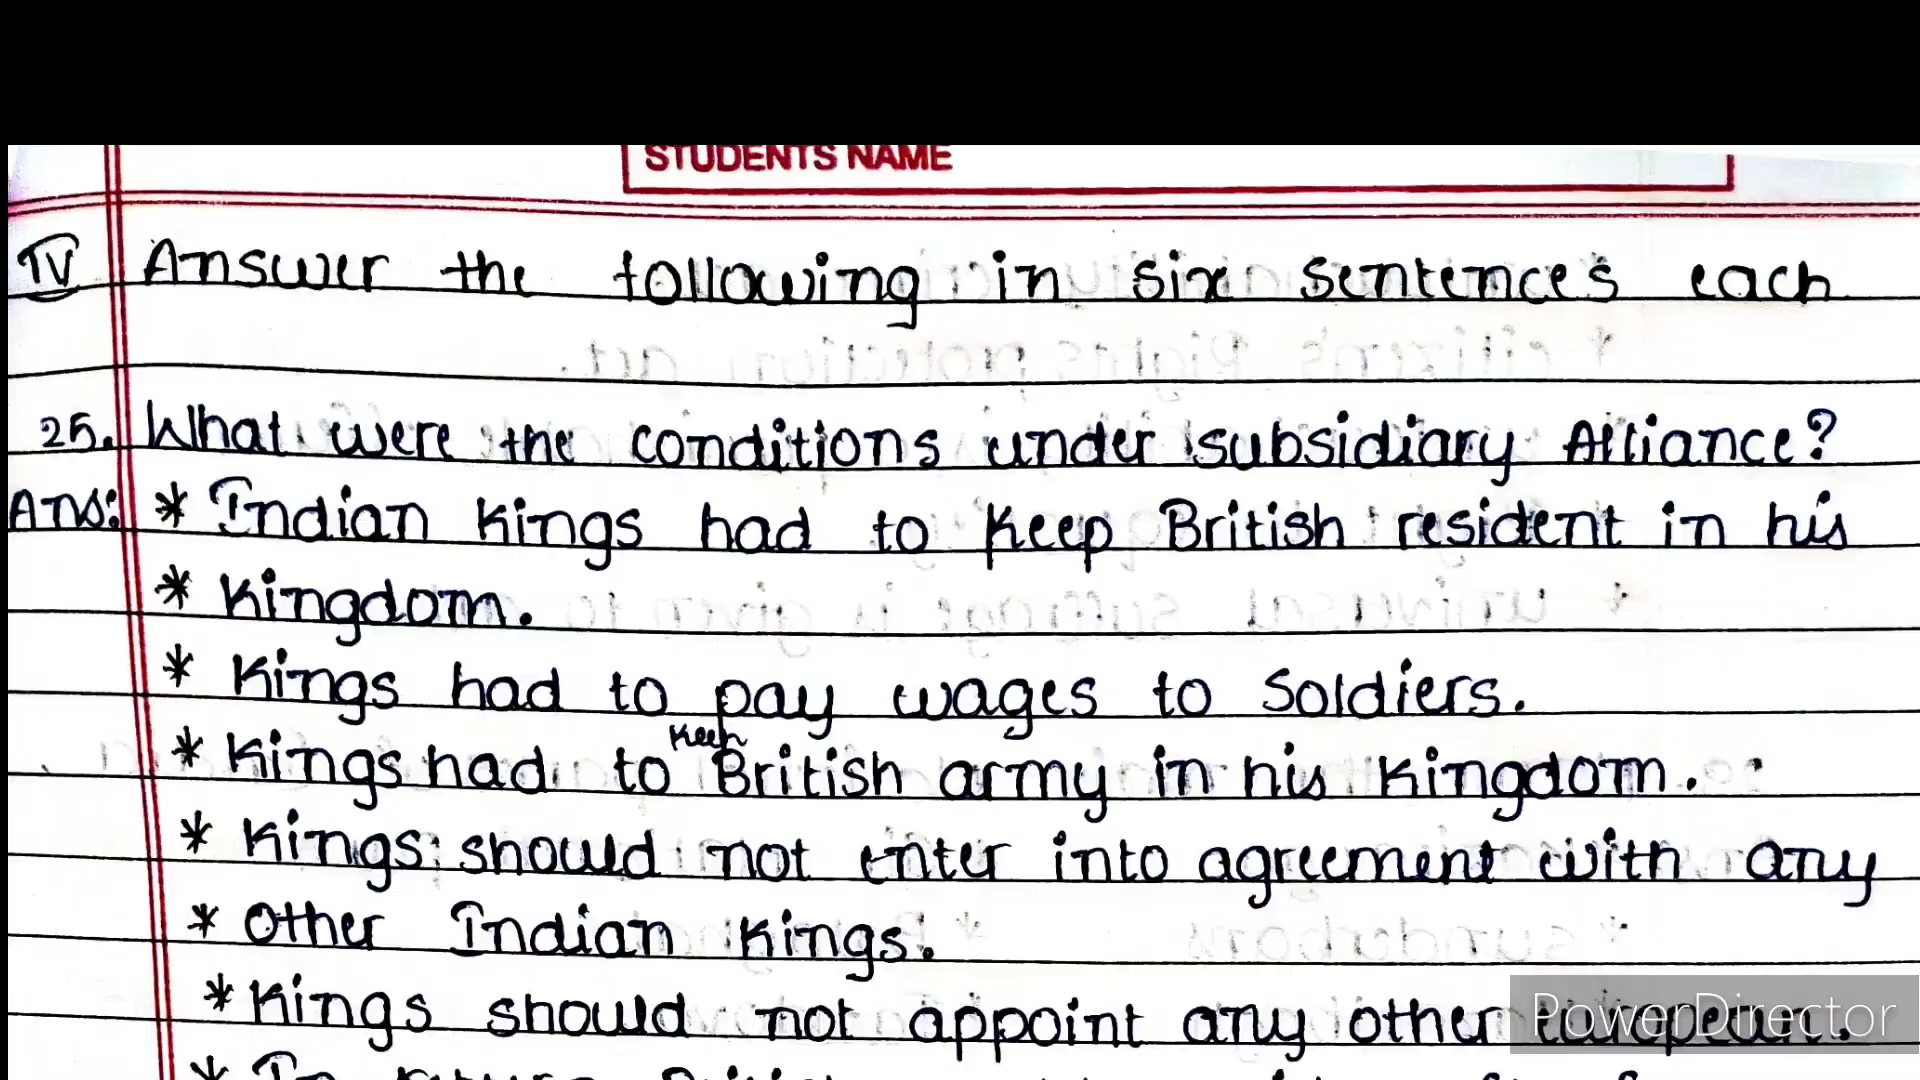 STUDENTS NAME
IV Answer the following in six sentences each
25. What were the conditions under subsidiary Alliance?
Ans: * Indian kings had to keep British resident in his
* kingdom.
* kings had to pay wages to soldiers.
* kings had to keep British army in his kingdom.
* kings should not enter into agreement with any
* other Indian kings.
* kings should not appoint any other european.
PowerDirector